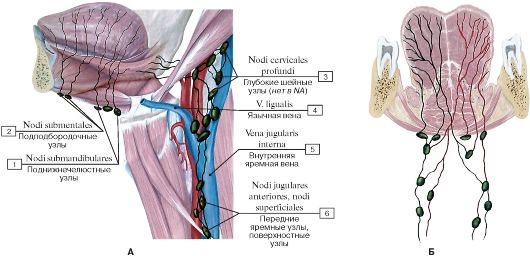 Nodi cervicales
profundi
Глубокие шейные
узлы (нет в NA)
3
V. ligualis
Язычная вена
4
Nodi submentales
Подподбородочные
узлы
2
Vena jugularis
interna
Внутренняя
яремная вена
5
Nodi submandibulares
Поднижнечелюстные
узлы
1
Nodi jugulares
anteriores, nodi
superficiales
Передние
яремные узлы,
поверхностные
узлы
6
А
Б